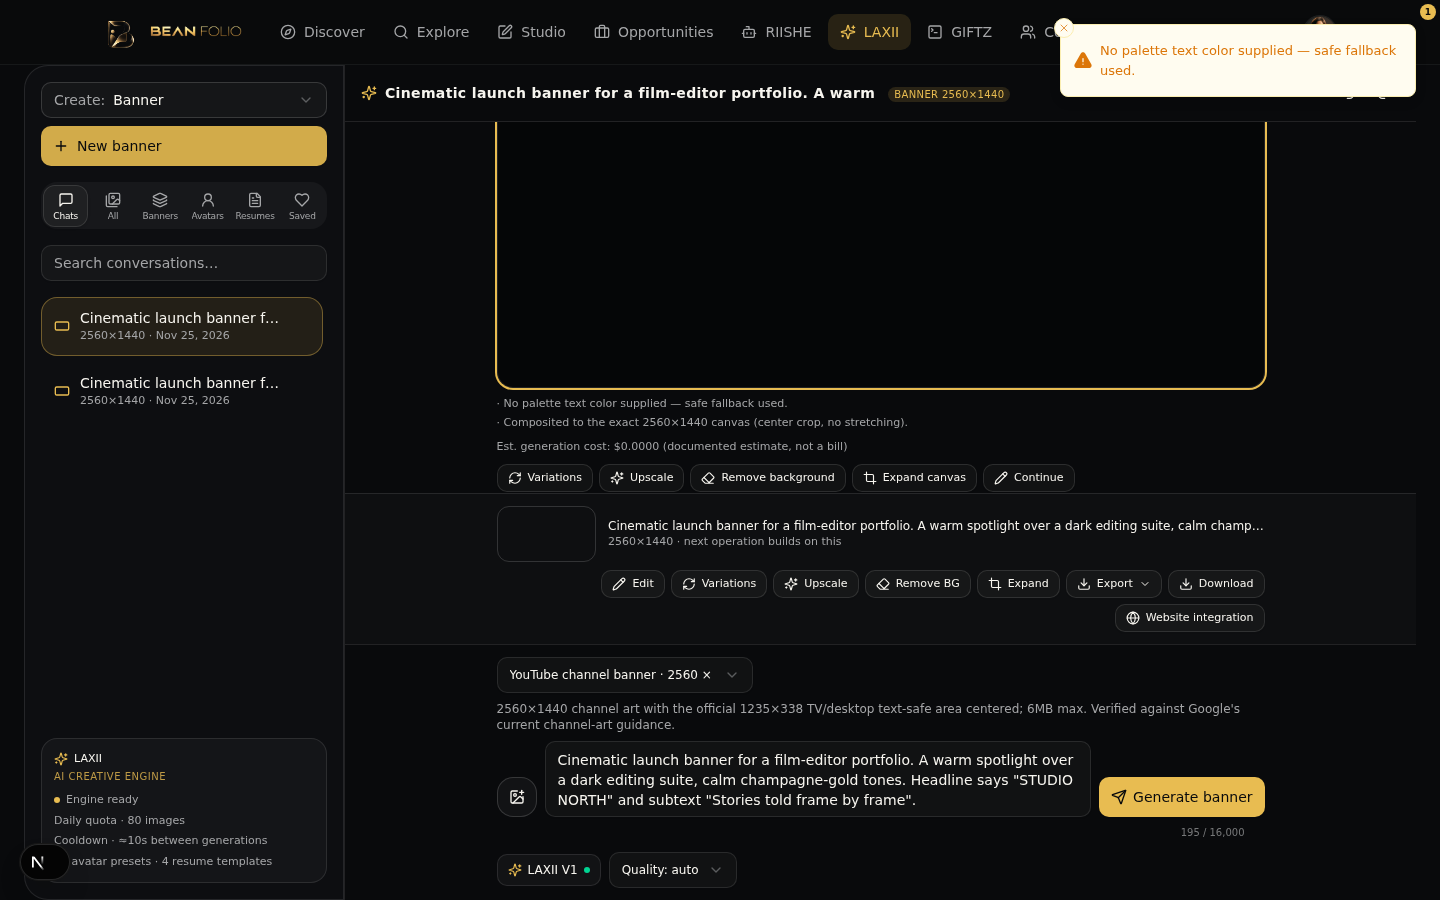 BEAN FOLIO
Discover
Explore
Studio
Opportunities
RIISHE
LAXII
GIFTZ
1
No palette text color supplied — safe fallback
used.
Create: Banner
New banner
Chats
All
Banners
Avatars
Resumes
Saved
Search conversations...
Cinematic launch banner f...
2560×1440 · Nov 25, 2026
Cinematic launch banner f...
2560×1440 · Nov 25, 2026
LAXII
AI CREATIVE ENGINE
Engine ready
Daily quota · 80 images
Cooldown · ≈10s between generations
avatar presets · 4 resume templates
N
Cinematic launch banner for a film-editor portfolio. A warm
BANNER 2560×1440
· No palette text color supplied — safe fallback used.
· Composited to the exact 2560×1440 canvas (center crop, no stretching).
Est. generation cost: $0.0000 (documented estimate, not a bill)
Variations
Upscale
Remove background
Expand canvas
Continue
Cinematic launch banner for a film-editor portfolio. A warm spotlight over a dark editing suite, calm champ...
2560×1440 · next operation builds on this
Edit
Variations
Upscale
Remove BG
Expand
Export
Download
Website integration
YouTube channel banner · 2560 ×
2560×1440 channel art with the official 1235×338 TV/desktop text-safe area centered; 6MB max. Verified against Google's
current channel-art guidance.
Cinematic launch banner for a film-editor portfolio. A warm spotlight over
a dark editing suite, calm champagne-gold tones. Headline says "STUDIO
NORTH" and subtext "Stories told frame by frame".
Generate banner
195 / 16,000
LAXII V1
Quality: auto